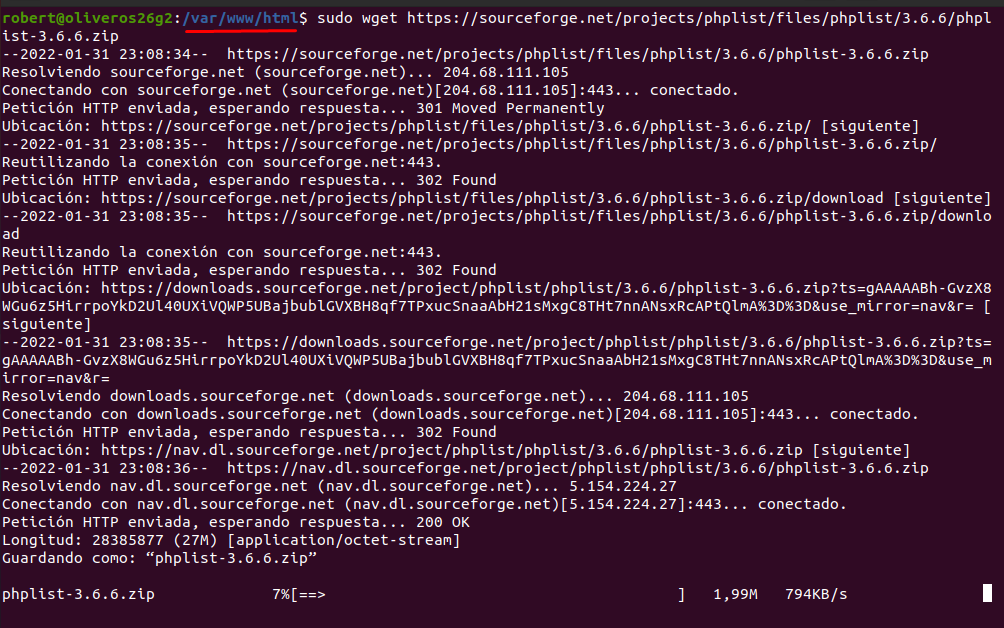 robert@oliveros26g2:/var/www/html$ sudo wget https://sourceforge.net/projects/phplist/files/phplist/3.6.6/phpl
ist-3.6.6.zip
--2022-01-31 23:08:34--  https://sourceforge.net/projects/phplist/files/phplist/3.6.6/phplist-3.6.6.zip
Resolviendo sourceforge.net (sourceforge.net)... 204.68.111.105
Conectando con sourceforge.net (sourceforge.net)[204.68.111.105]:443... conectado.
Petición HTTP enviada, esperando respuesta... 301 Moved Permanently
Ubicación: https://sourceforge.net/projects/phplist/files/phplist/3.6.6/phplist-3.6.6.zip/ [siguiente]
--2022-01-31 23:08:35--  https://sourceforge.net/projects/phplist/files/phplist/3.6.6/phplist-3.6.6.zip/
Reutilizando la conexión con sourceforge.net:443.
Petición HTTP enviada, esperando respuesta... 302 Found
Ubicación: https://sourceforge.net/projects/phplist/files/phplist/3.6.6/phplist-3.6.6.zip/download [siguiente]
--2022-01-31 23:08:35--  https://sourceforge.net/projects/phplist/files/phplist/3.6.6/phplist-3.6.6.zip/downlo
ad
Reutilizando la conexión con sourceforge.net:443.
Petición HTTP enviada, esperando respuesta... 302 Found
Ubicación: https://downloads.sourceforge.net/project/phplist/phplist/3.6.6/phplist-3.6.6.zip?ts=gAAAAABh-GvzX8
WGu6z5HirrpoYkD2Ul40UXiVQWP5UBajbublGVXBH8qf7TPxucSnaaAbH21sMxgC8THt7nnANsxRcAPtQlmA%3D%3D&use_mirror=nav&r= [
siguiente]
--2022-01-31 23:08:35--  https://downloads.sourceforge.net/project/phplist/phplist/3.6.6/phplist-3.6.6.zip?ts=
gAAAAABh-GvzX8WGu6z5HirrpoYkD2Ul40UXiVQWP5UBajbublGVXBH8qf7TPxucSnaaAbH21sMxgC8THt7nnANsxRcAPtQlmA%3D%3D&use_m
irror=nav&r=
Resolviendo downloads.sourceforge.net (downloads.sourceforge.net)... 204.68.111.105
Conectando con downloads.sourceforge.net (downloads.sourceforge.net)[204.68.111.105]:443... conectado.
Petición HTTP enviada, esperando respuesta... 302 Found
Ubicación: https://nav.dl.sourceforge.net/project/phplist/phplist/3.6.6/phplist-3.6.6.zip [siguiente]
--2022-01-31 23:08:36--  https://nav.dl.sourceforge.net/project/phplist/phplist/3.6.6/phplist-3.6.6.zip
Resolviendo nav.dl.sourceforge.net (nav.dl.sourceforge.net)... 5.154.224.27
Conectando con nav.dl.sourceforge.net (nav.dl.sourceforge.net)[5.154.224.27]:443... conectado.
Petición HTTP enviada, esperando respuesta... 200 OK
Longitud: 28385877 (27M) [application/octet-stream]
Guardando como: “phplist-3.6.6.zip”
phplist-3.6.6.zip             7%[==>                                       ]   1,99M   794KB/s